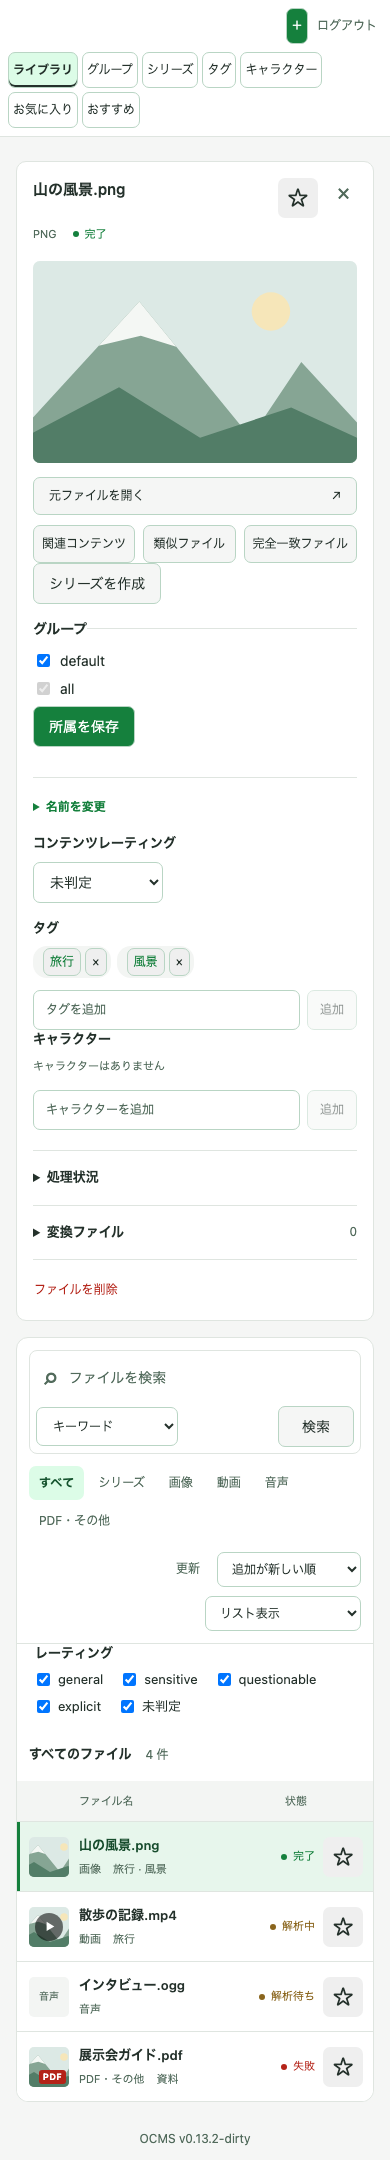 + ログアウト
ライブラリ グループ シリーズ タグ キャラクター
お気に入り おすすめ
山の風景.png ☆ ×
PNG ● 完了
元ファイルを開く ↗
関連コンテンツ 類似ファイル 完全一致ファイル
シリーズを作成
グループ
default
all
所属を保存
▶ 名前を変更
コンテンツレーティング
未判定
タグ
旅行 × 風景 ×
タグを追加 追加
キャラクター
キャラクターはありません
キャラクターを追加 追加
▶ 処理状況
▶ 変換ファイル 0
ファイルを削除
ファイルを検索
キーワード 検索
すべて シリーズ 画像 動画 音声
PDF・その他
更新 追加が新しい順
リスト表示
レーティング
general sensitive questionable
explicit 未判定
すべてのファイル 4 件
ファイル名 状態
山の風景.png ● 完了 ☆
画像 旅行・風景
散歩の記録.mp4 ● 解析中 ☆
動画 旅行
音声 インタビュー.ogg ● 解析待ち ☆
音声
PDF 展示会ガイド.pdf ● 失敗 ☆
PDF・その他 資料
OCMS v0.13.2-dirty